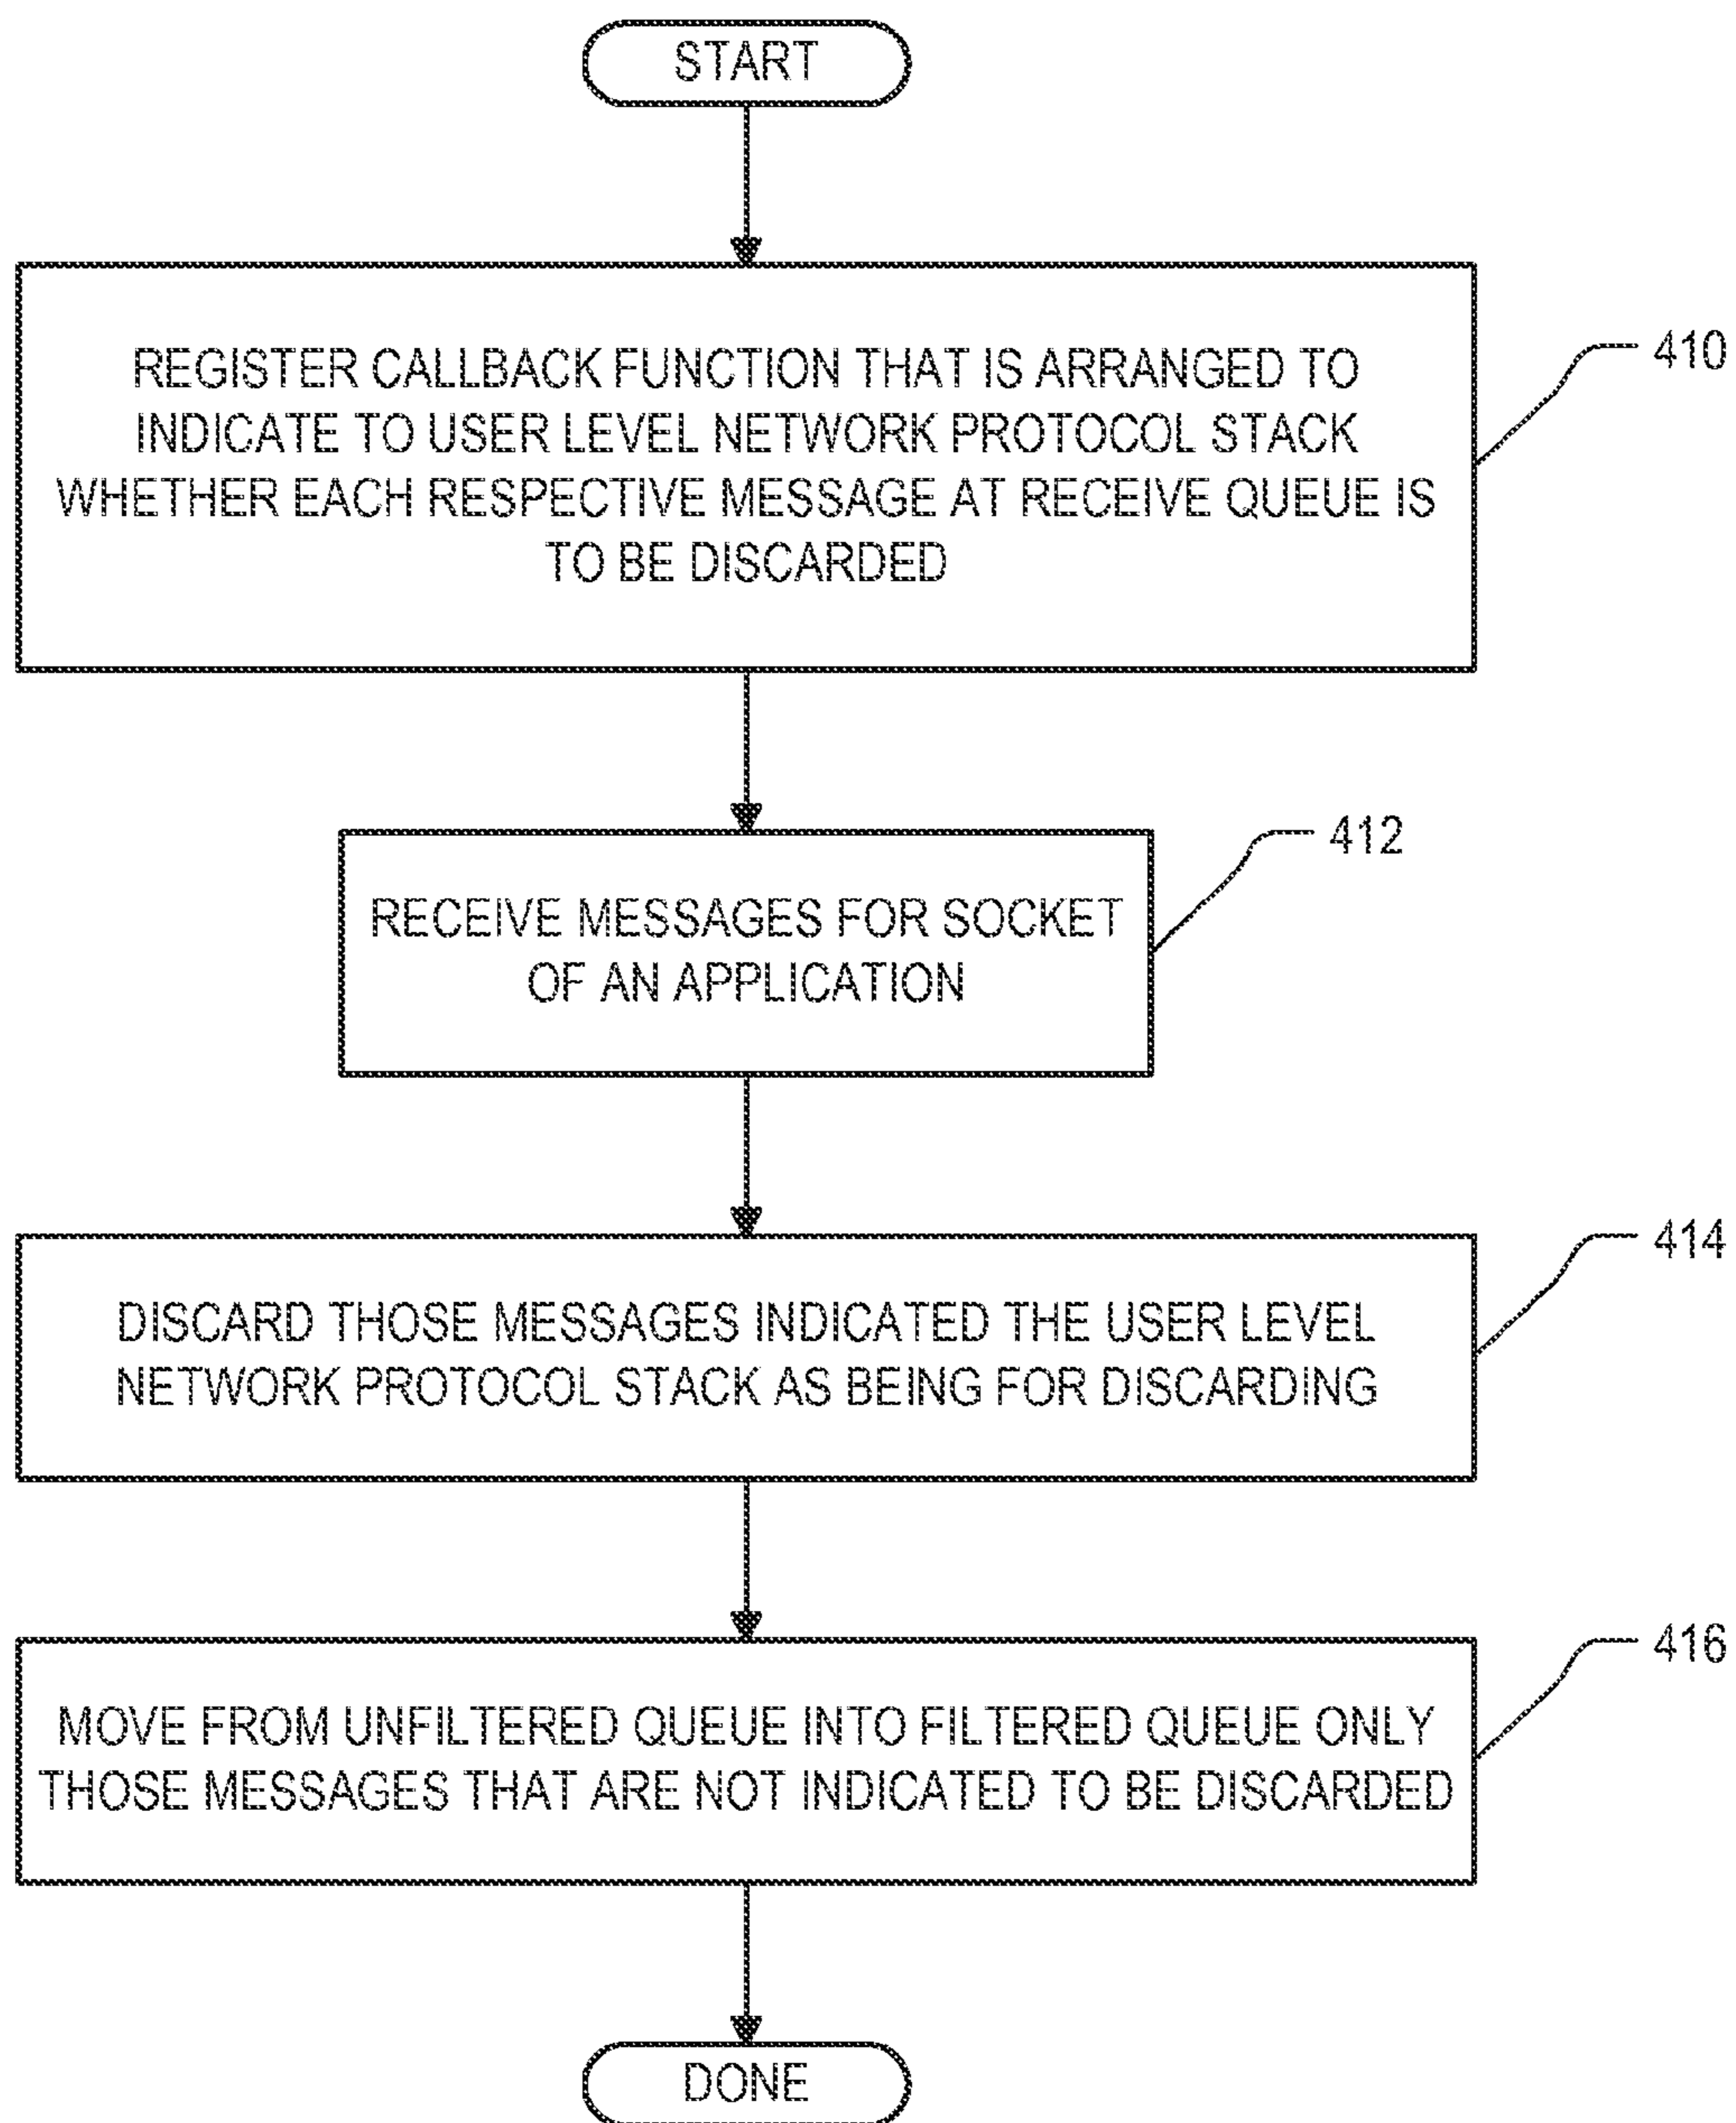 START
REGISTER CALLBACK FUNCTION THAT IS ARRANGED TO
INDICATE TO USER LEVEL NETWORK PROTOCOL STACK
WHETHER EACH RESPECTIVE MESSAGE AT RECEIVE QUEUE IS
TO BE DISCARDED
410
RECEIVE MESSAGES FOR SOCKET
OF AN APPLICATION
412
DISCARD THOSE MESSAGES INDICATED THE USER LEVEL
NETWORK PROTOCOL STACK AS BEING FOR DISCARDING
414
MOVE FROM UNFILTERED QUEUE INTO FILTERED QUEUE ONLY
THOSE MESSAGES THAT ARE NOT INDICATED TO BE DISCARDED
416
DONE